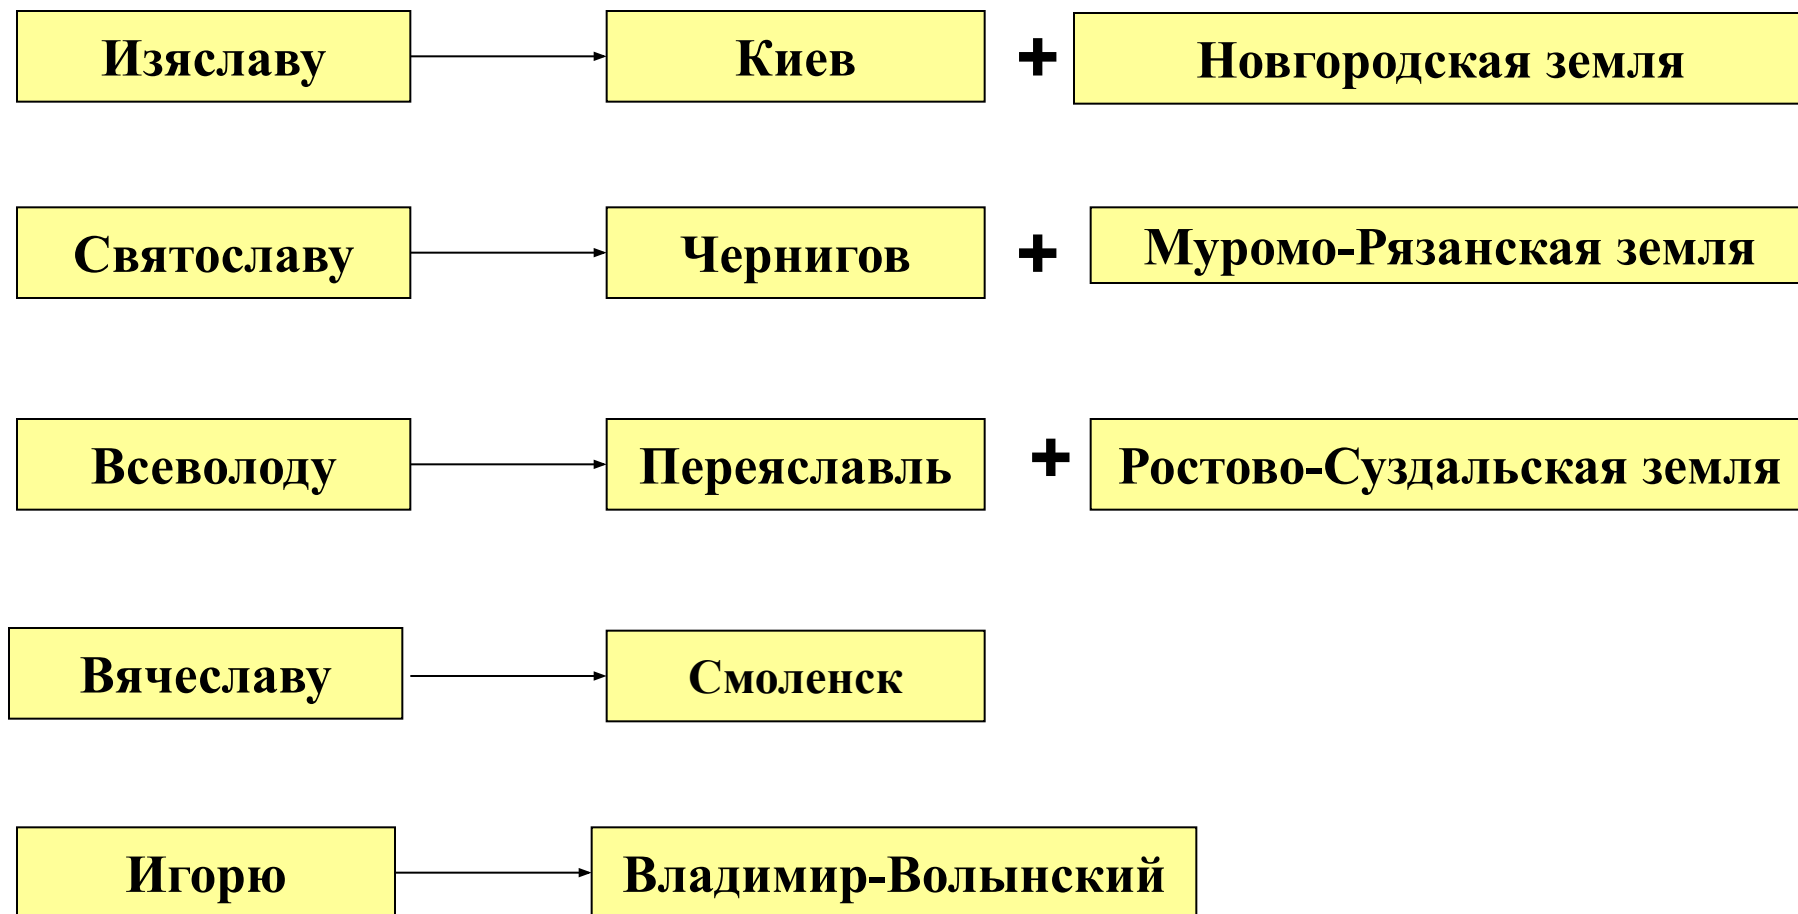 Изяславу Киев + Новгородская земля
Святославу Чернигов + Муромо-Рязанская земля
Всеволоду Переяславль + Ростово-Суздальская земля
Вячеславу Смоленск
Игорю Владимир-Волынский